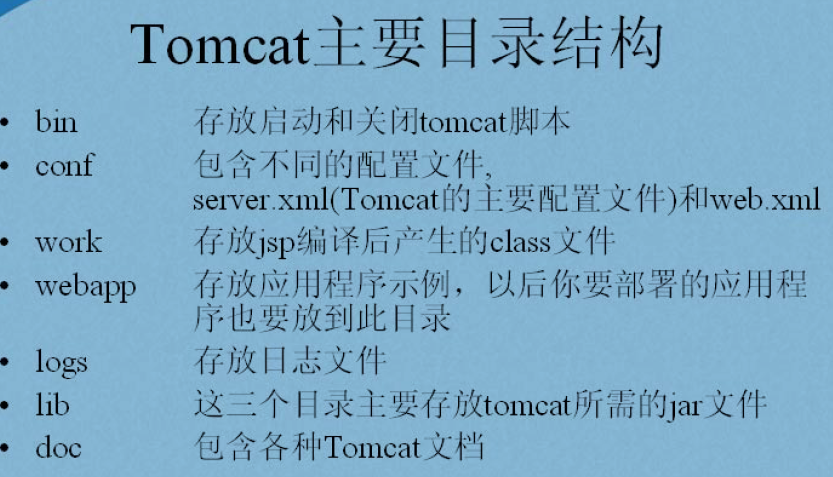 Tomcat主要目录结构
• bin 存放启动和关闭tomcat脚本
• conf 包含不同的配置文件,
server.xml(Tomcat的主要配置文件)和web.xml
• work 存放jsp编译后产生的class文件
• webapp 存放应用程序示例，以后你要部署的应用程
序也要放到此目录
• logs 存放日志文件
• lib 这三个目录主要存放tomcat所需的jar文件
• doc 包含各种Tomcat文档